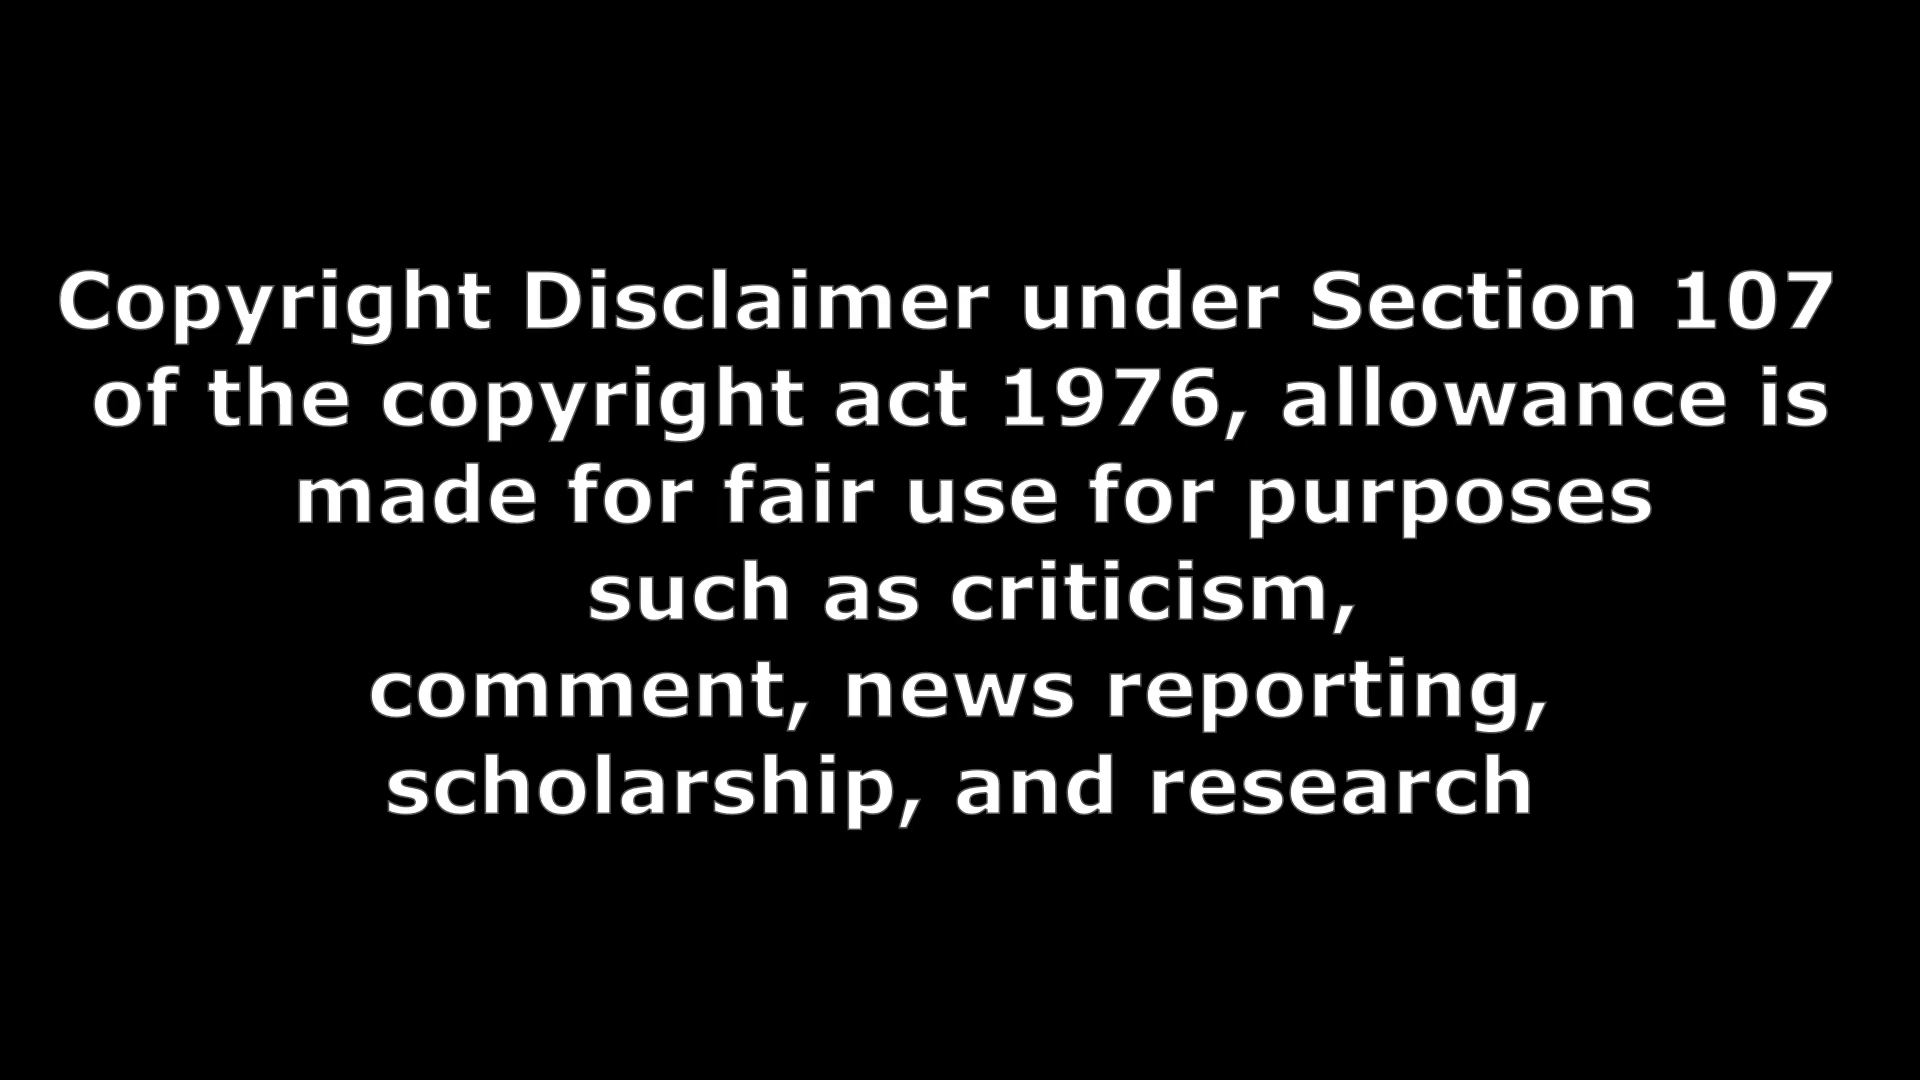 Copyright Disclaimer under Section 107
of the copyright act 1976, allowance is
made for fair use for purposes
such as criticism,
comment, news reporting,
scholarship, and research